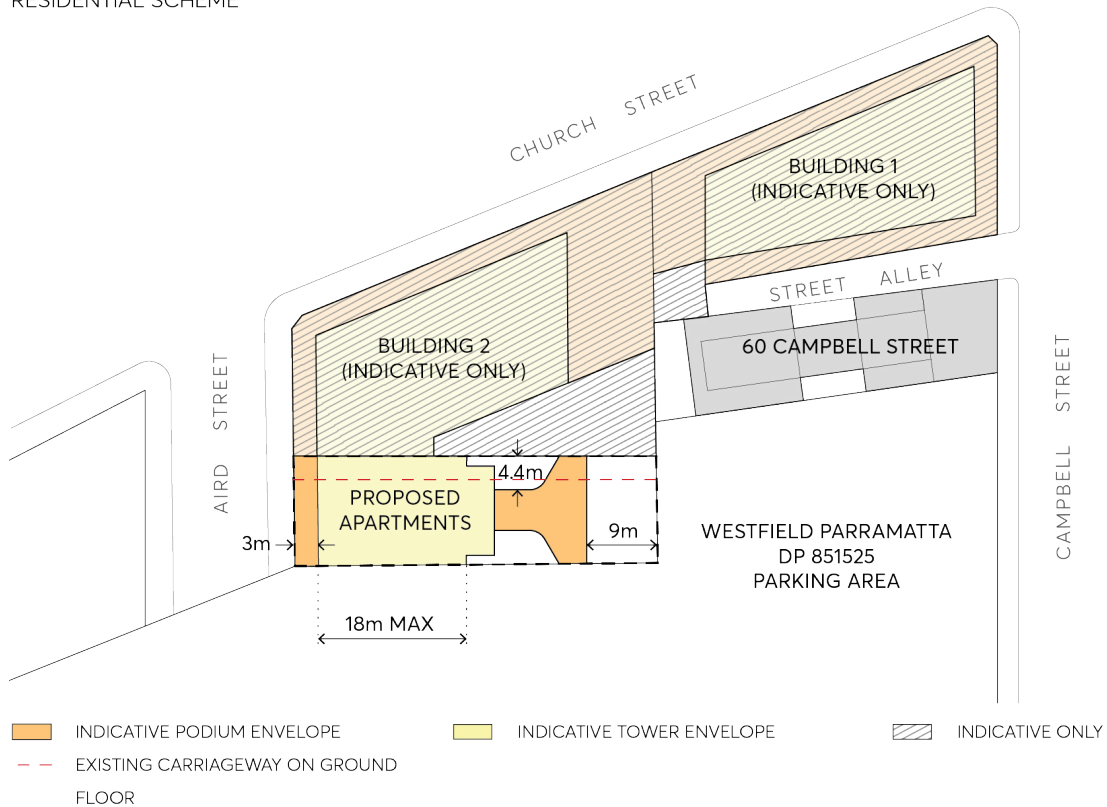 RESIDENTIAL SCHEME
CHURCH STREET
BUILDING 1
(INDICATIVE ONLY)
STREET ALLEY
BUILDING 2
(INDICATIVE ONLY)
60 CAMPBELL STREET
AIRD STREET
CAMPBELL STREET
4.4m
PROPOSED
APARTMENTS
3m
9m
WESTFIELD PARRAMATTA
DP 851525
PARKING AREA
18m MAX
INDICATIVE PODIUM ENVELOPE
INDICATIVE TOWER ENVELOPE
INDICATIVE ONLY
EXISTING CARRIAGEWAY ON GROUND
FLOOR